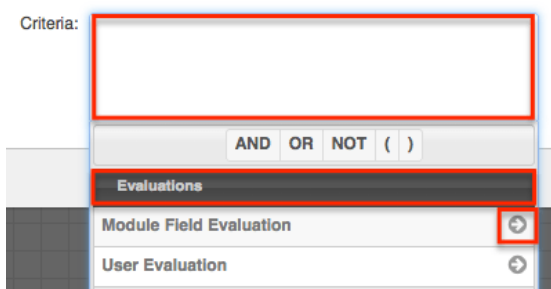 Criteria:
AND OR NOT ( )
Evaluations
Module Field Evaluation
User Evaluation